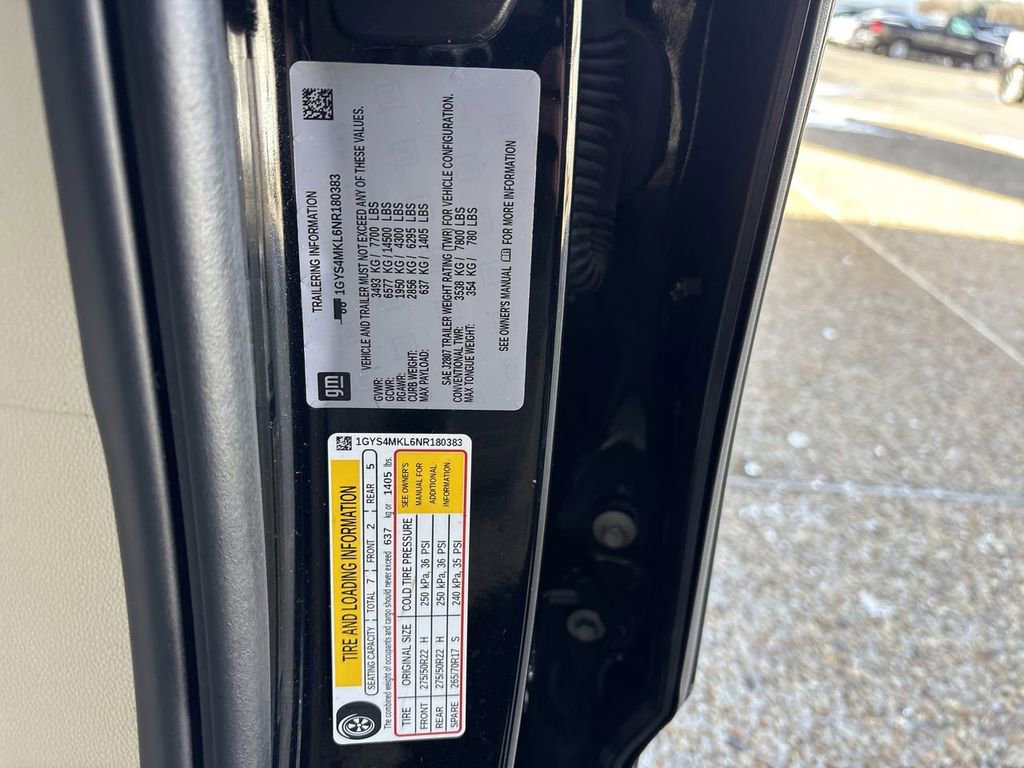 TRAILERING INFORMATION
1GYS4MKL6NR180383
gm
VEHICLE AND TRAILER MUST NOT EXCEED ANY OF THESE VALUES.
GVWR: 3493 KG / 7700 LBS
GCWR: 6577 KG / 14500 LBS
RGAWR: 1950 KG / 4300 LBS
CURB WEIGHT: 2856 KG / 6295 LBS
MAX PAYLOAD: 637 KG / 1405 LBS
SAE J2807 TRAILER WEIGHT RATING (TWR) FOR VEHICLE CONFIGURATION.
CONVENTIONAL TWR: 3538 KG / 7800 LBS
MAX TONGUE WEIGHT: 354 KG / 780 LBS
SEE OWNER'S MANUAL FOR MORE INFORMATION
1GYS4MKL6NR180383
TIRE AND LOADING INFORMATION
SEATING CAPACITY TOTAL 7 FRONT 2 REAR 5
The combined weight of occupants and cargo should never exceed 637 kg or 1405 lbs.
TIRE ORIGINAL SIZE COLD TIRE PRESSURE
FRONT 275/50R22 H 250 kPa, 36 PSI
REAR 275/50R22 H 250 kPa, 36 PSI
SPARE 265/70R17 S 240 kPa, 35 PSI
SEE OWNER'S
MANUAL FOR
ADDITIONAL
INFORMATION